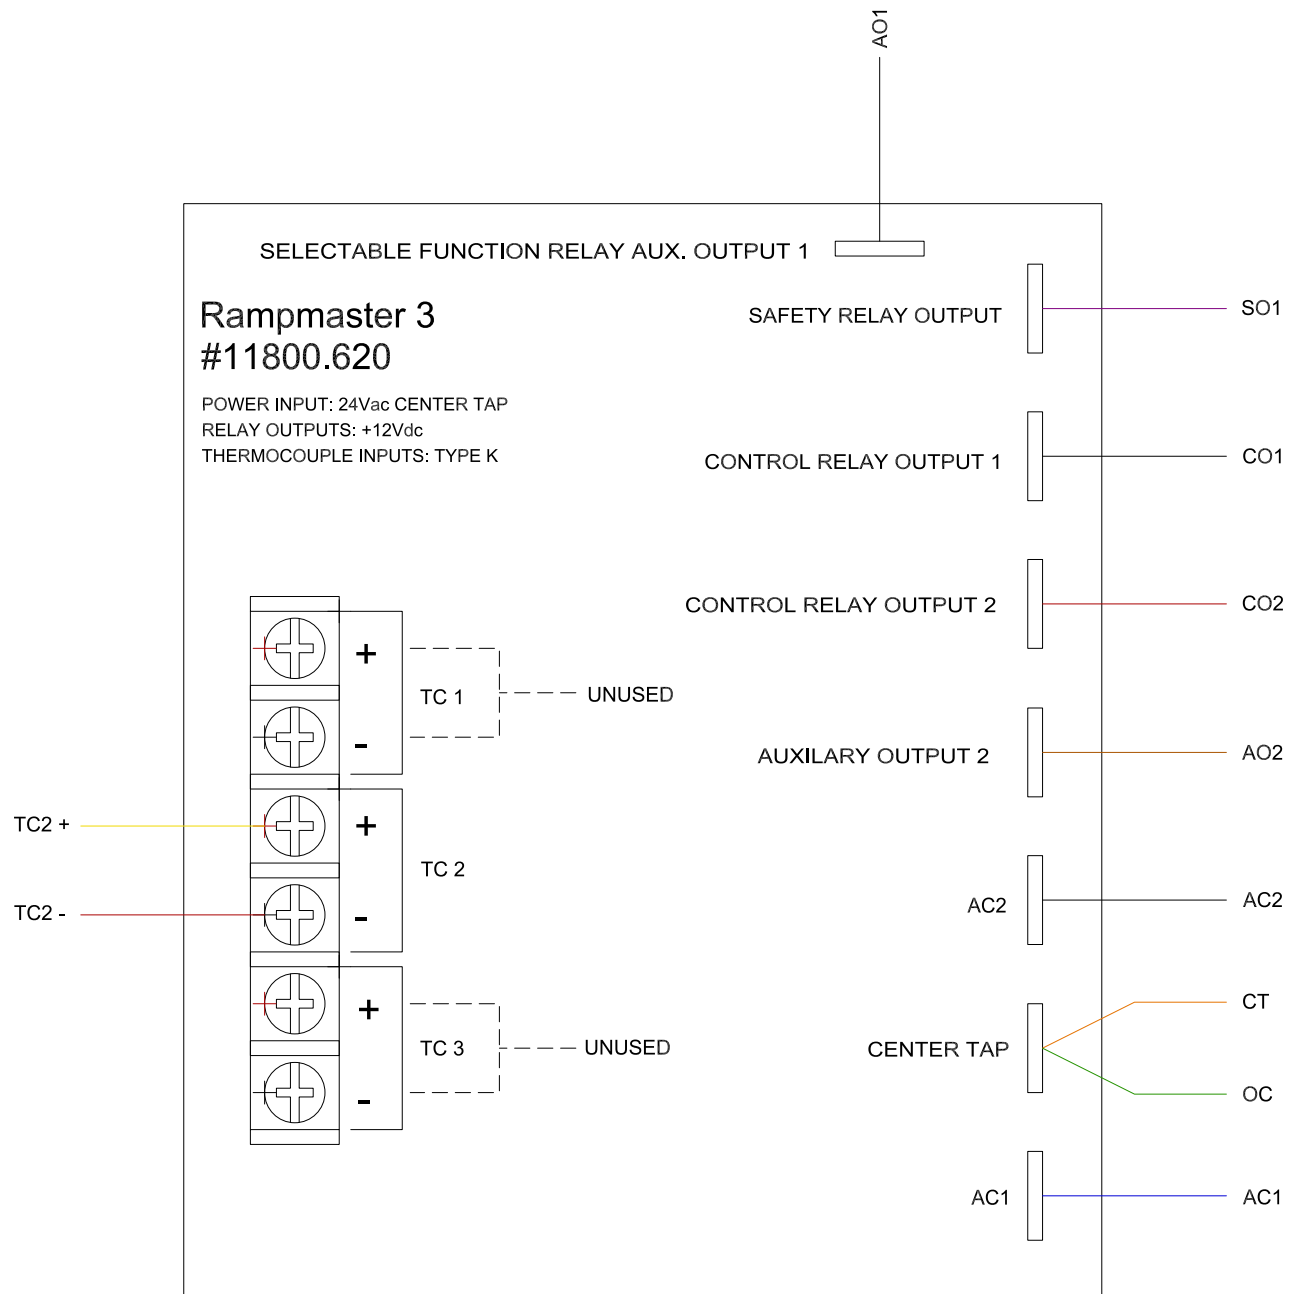 AO1
SELECTABLE FUNCTION RELAY AUX. OUTPUT 1
Rampmaster 3
#11800.620
POWER INPUT: 24Vac CENTER TAP
RELAY OUTPUTS: +12Vdc
THERMOCOUPLE INPUTS: TYPE K
SAFETY RELAY OUTPUT
SO1
CONTROL RELAY OUTPUT 1
CO1
CONTROL RELAY OUTPUT 2
CO2
+
TC 1
-
UNUSED
AUXILARY OUTPUT 2
AO2
TC2 +
+
TC 2
TC2 -
-
AC2
AC2
+
TC 3
-
UNUSED
CENTER TAP
CT
OC
AC1
AC1